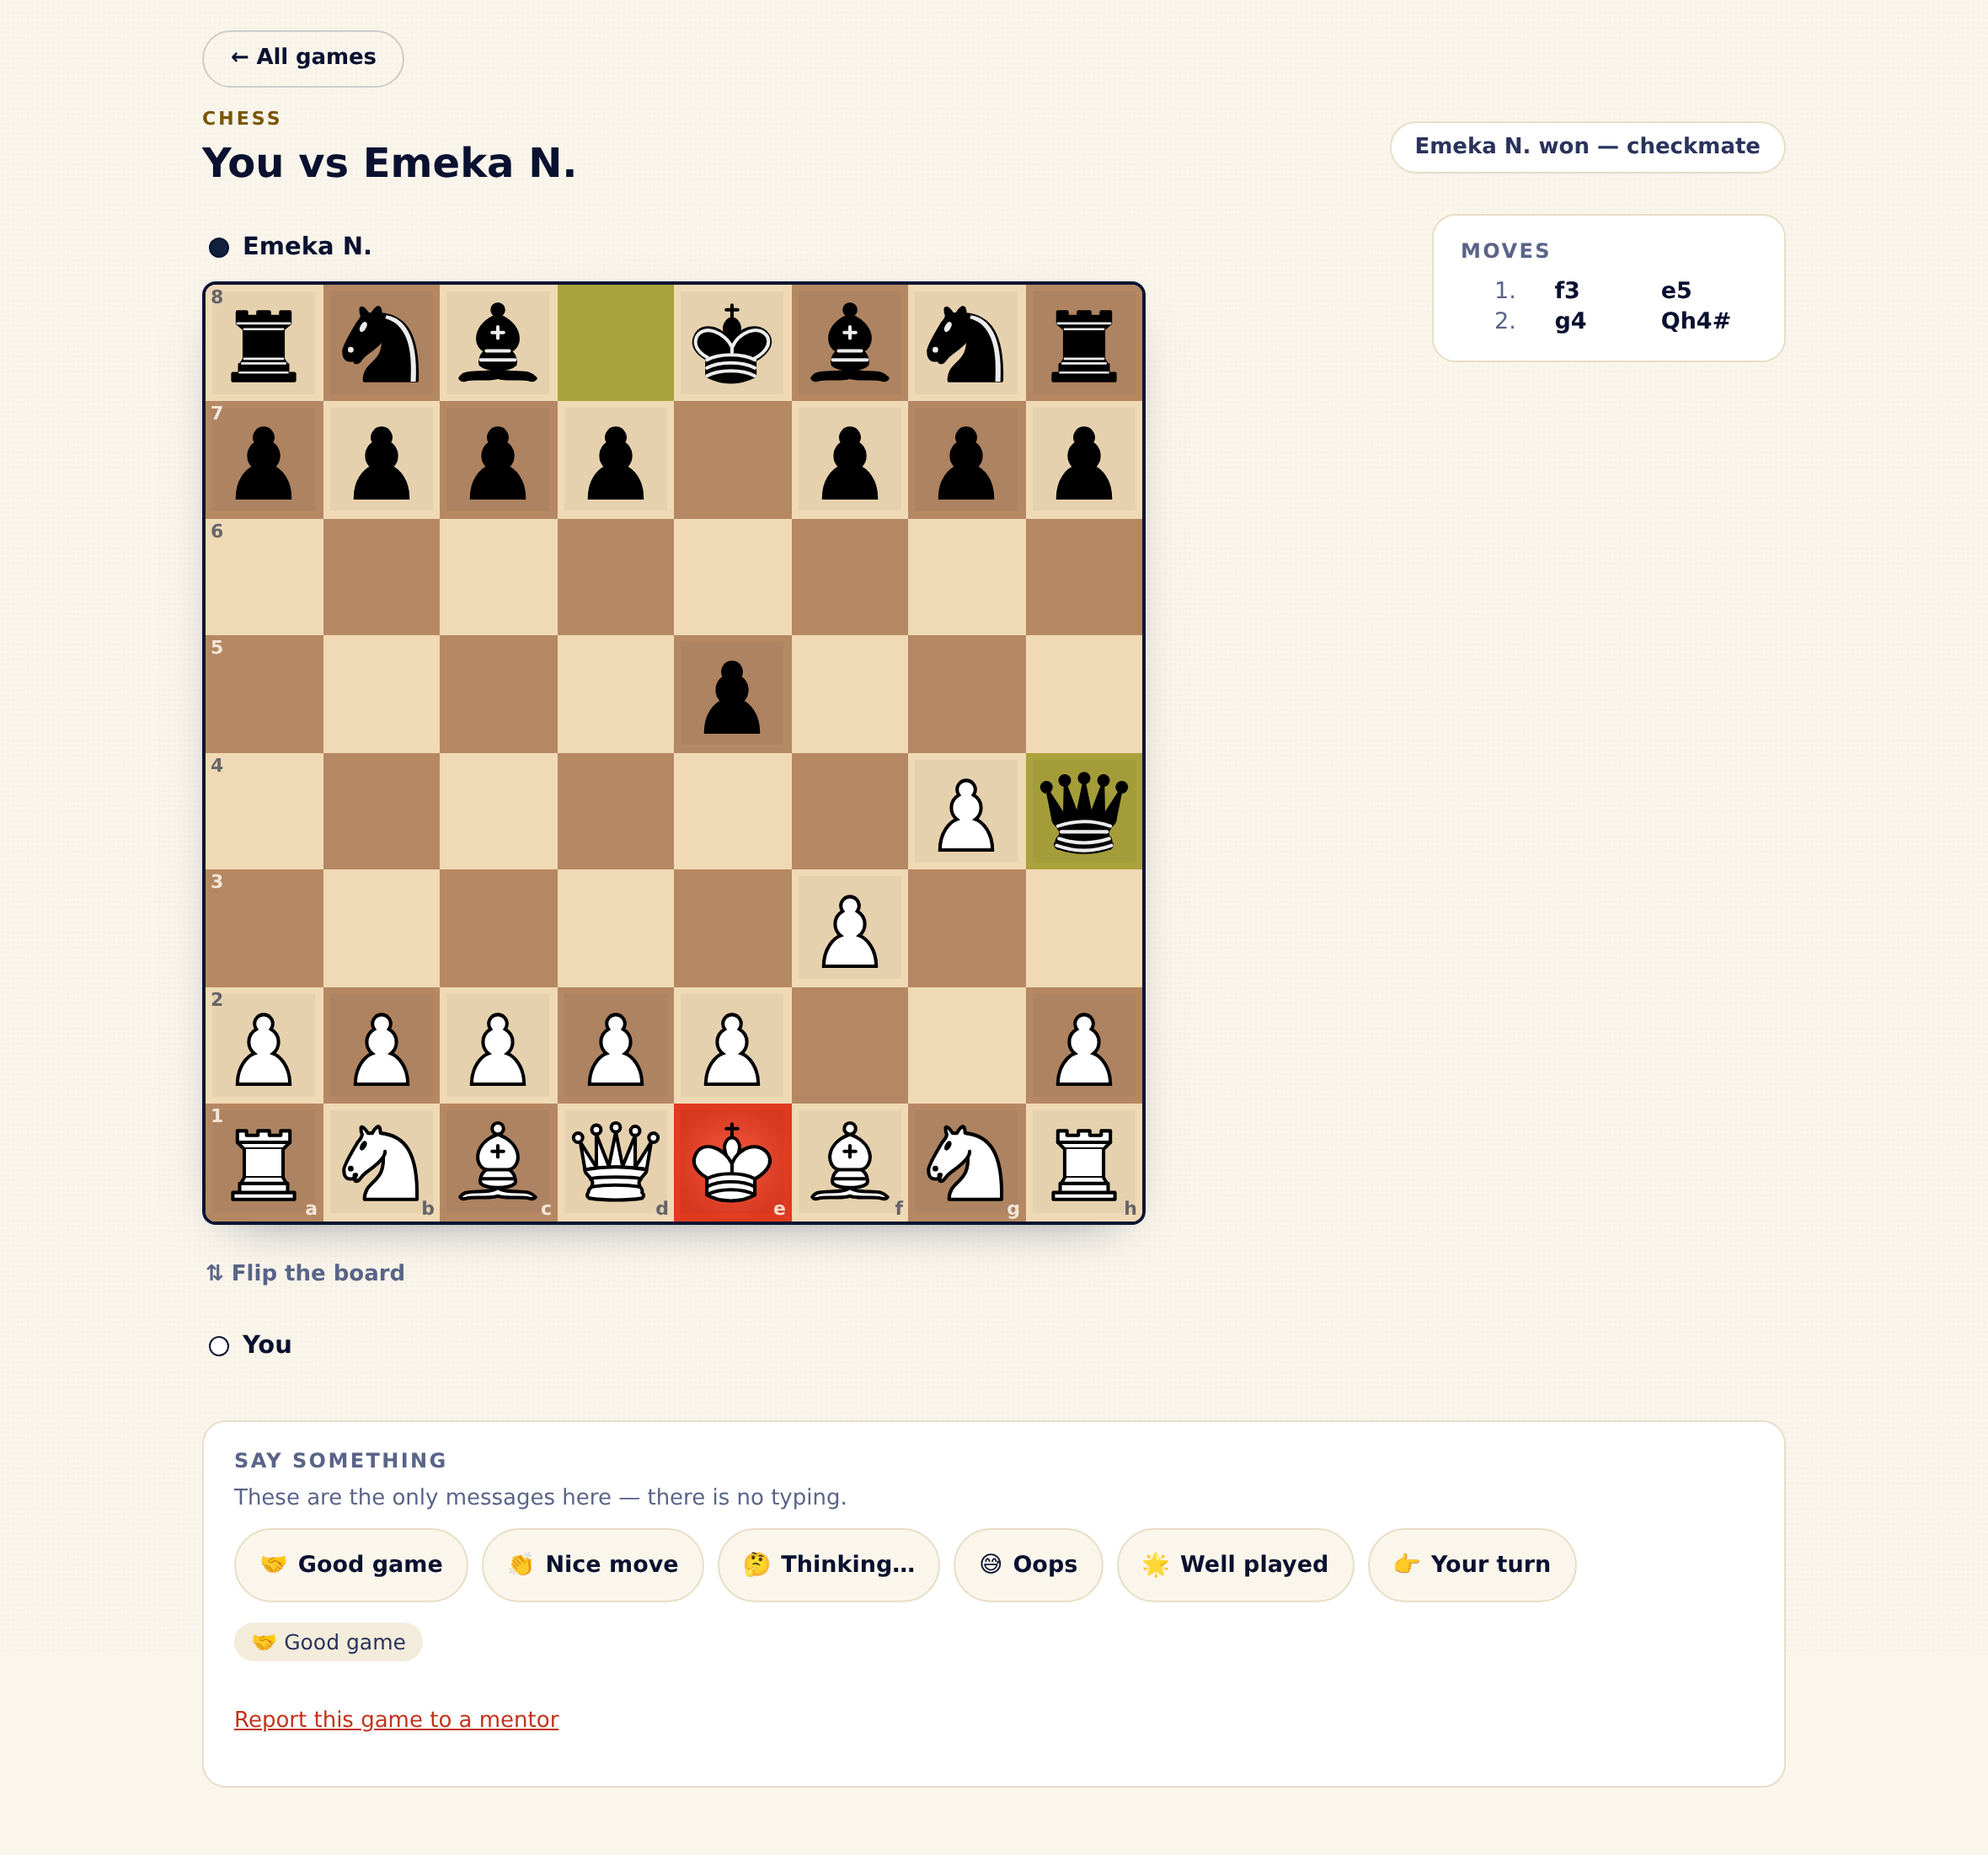 ← All games
CHESS
You vs Emeka N.
Emeka N. won — checkmate
Emeka N.
MOVES
1. f3 e5
2. g4 Qh4#
8
7
6
5
4
3
2
1
a b c d e f g h
⇅ Flip the board
You
SAY SOMETHING
These are the only messages here — there is no typing.
🤝 Good game 👏 Nice move 🤔 Thinking… 😅 Oops 🌟 Well played 👉 Your turn
🤝 Good game
Report this game to a mentor